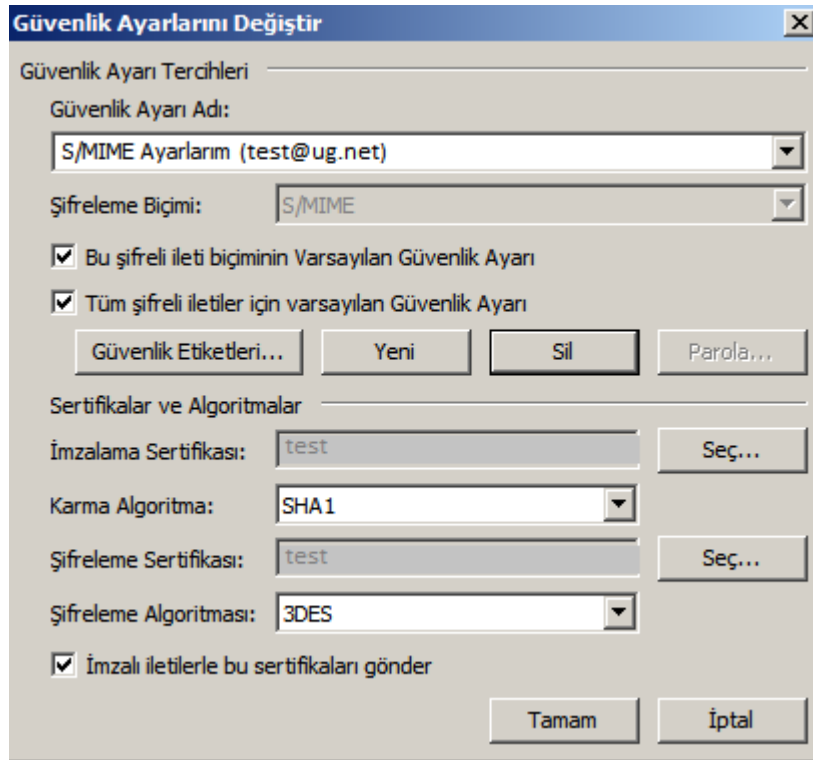 Güvenlik Ayarlarını Değiştir
Güvenlik Ayarı Tercihleri
Güvenlik Ayarı Adı:
S/MIME Ayarlarım (test@ug.net)
Şifreleme Biçimi: S/MIME
Bu şifreli ileti biçiminin Varsayılan Güvenlik Ayarı
Tüm şifreli iletiler için varsayılan Güvenlik Ayarı
Güvenlik Etiketleri... Yeni Sil Parola...
Sertifikalar ve Algoritmalar
İmzalama Sertifikası: test Seç...
Karma Algoritma: SHA1
Şifreleme Sertifikası: test Seç...
Şifreleme Algoritması: 3DES
İmzalı iletilerle bu sertifikaları gönder
Tamam İptal